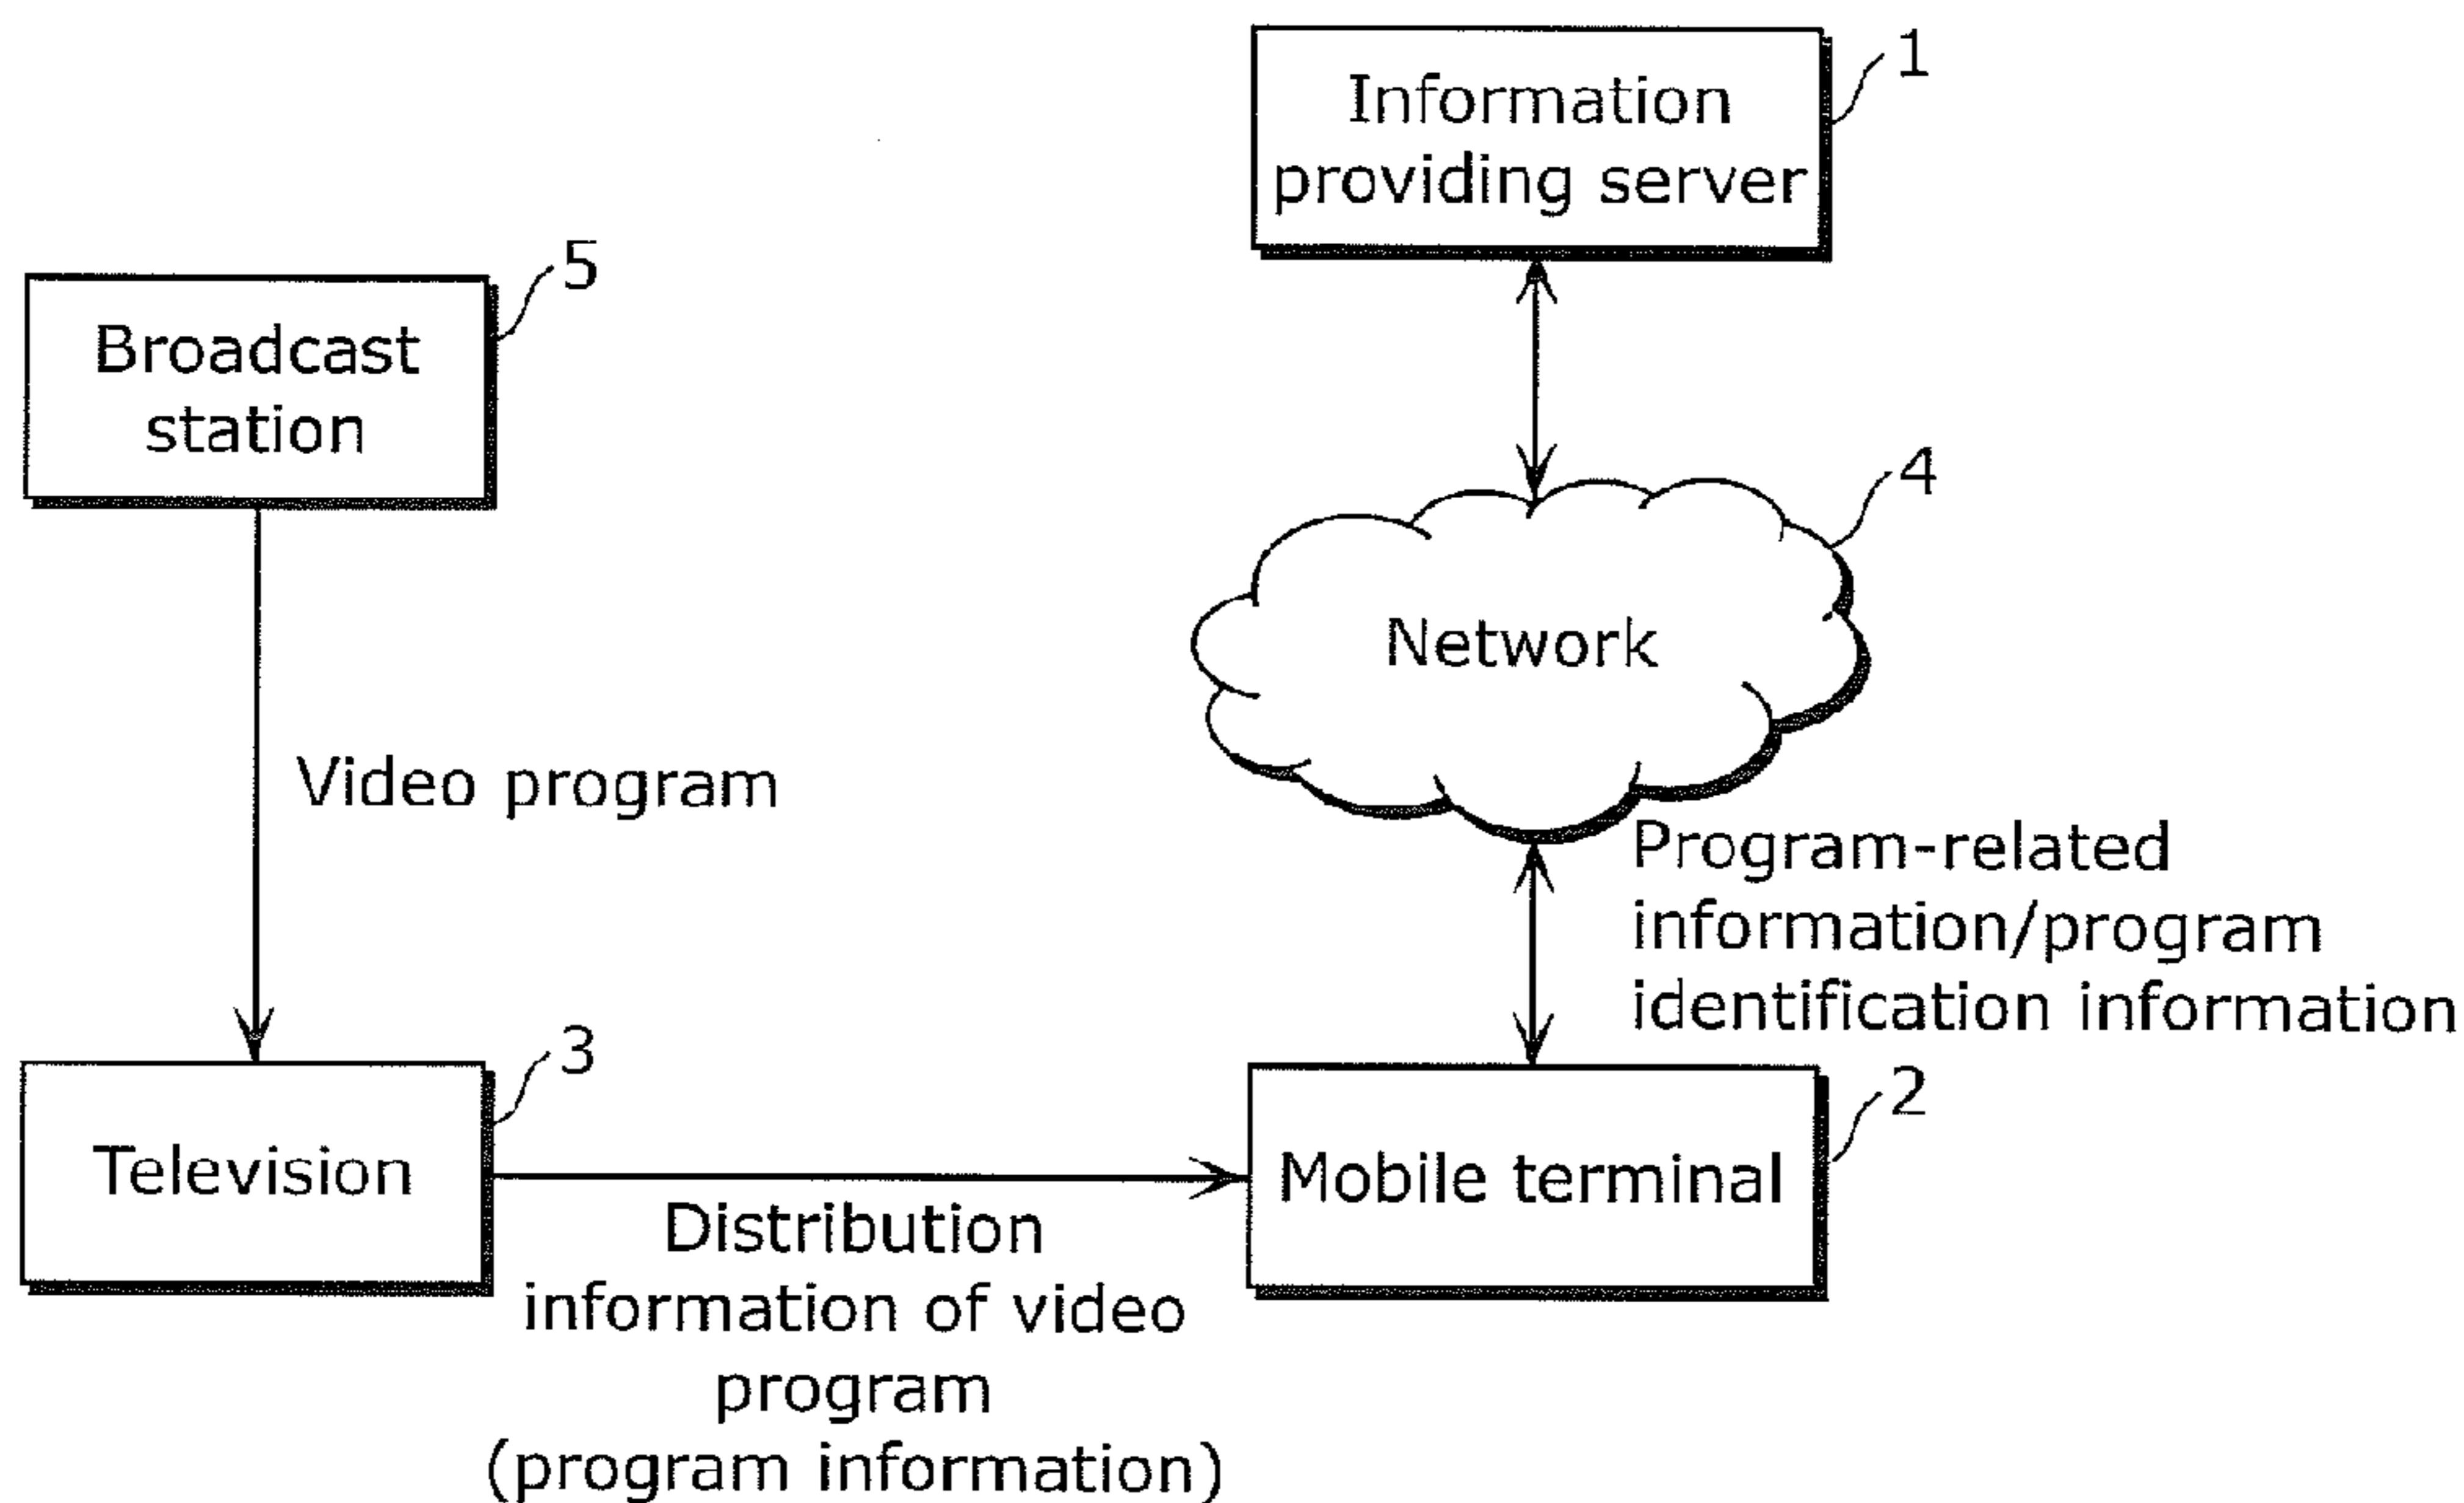 Information
providing server
1
Broadcast
station
5
4
Network
Video program
Program-related
information/program
identification information
Television
3
Mobile terminal
2
Distribution
information of video
program
(program information)